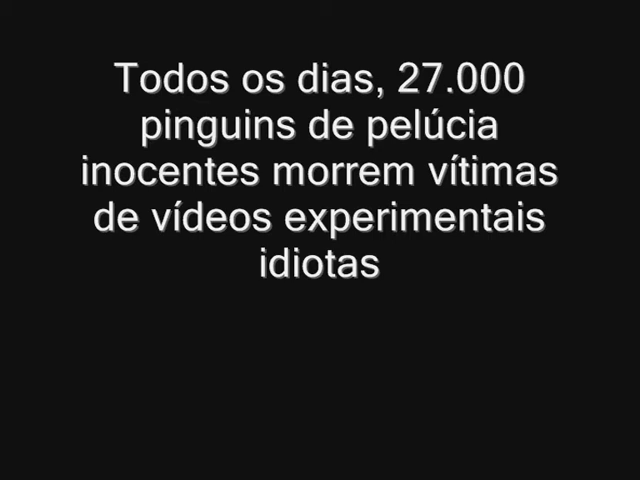 Todos os dias, 27.000
pinguins de pelúcia
inocentes morrem vítimas
de vídeos experimentais
idiotas